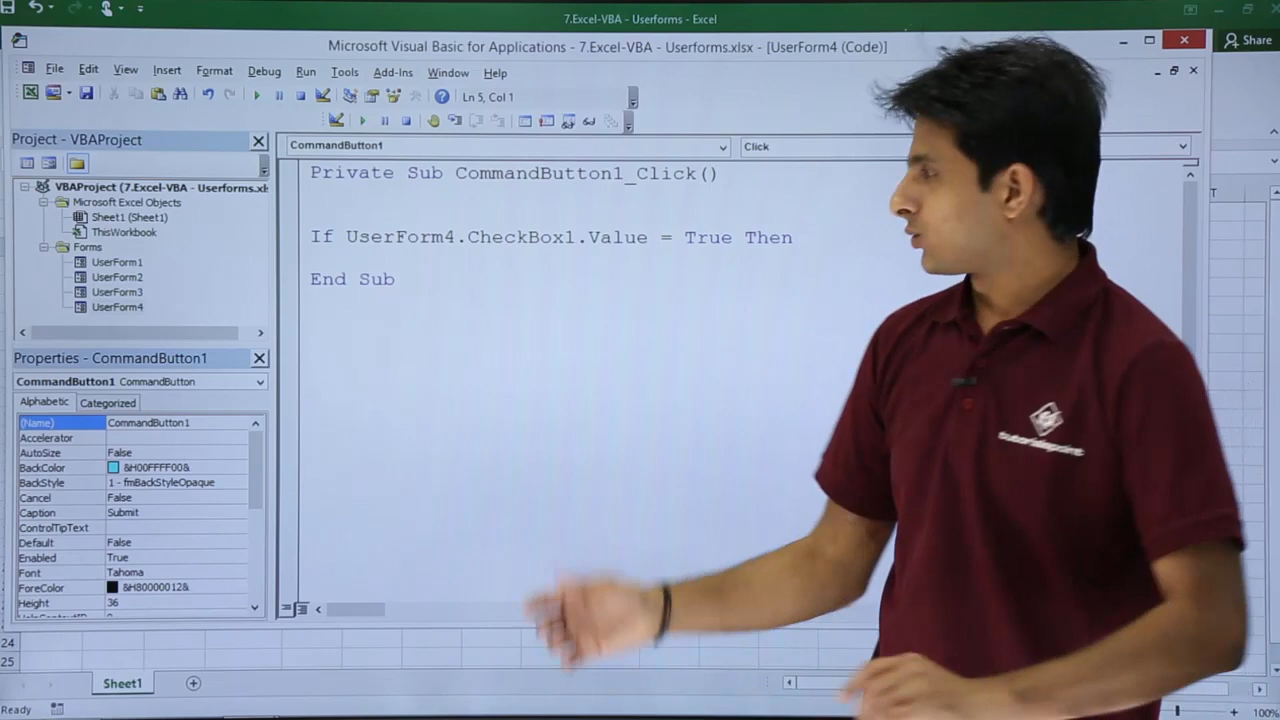 7.Excel-VBA - Userforms - Excel
Share
Microsoft Visual Basic for Applications - 7.Excel-VBA - Userforms.xlsx - [UserForm4 (Code)]
File Edit View Insert Format Debug Run Tools Add-Ins Window Help
Ln 5, Col 1
Project - VBAProject
CommandButton1
Click
VBAProject (7.Excel-VBA - Userforms.xl
Microsoft Excel Objects
Sheet1 (Sheet1)
ThisWorkbook
Forms
UserForm1
UserForm2
UserForm3
UserForm4
Private Sub CommandButton1_Click()
If UserForm4.CheckBox1.Value = True Then
End Sub
T
Properties - CommandButton1
CommandButton1 CommandButton
Alphabetic Categorized
(Name) CommandButton1
Accelerator
AutoSize False
BackColor &H00FFFF00&
BackStyle 1 - fmBackStyleOpaque
Cancel False
Caption Submit
ControlTipText
Default False
Enabled True
Font Tahoma
ForeColor &H80000012&
Height 36
24
25
Sheet1
Ready
100%
tutorialspoint